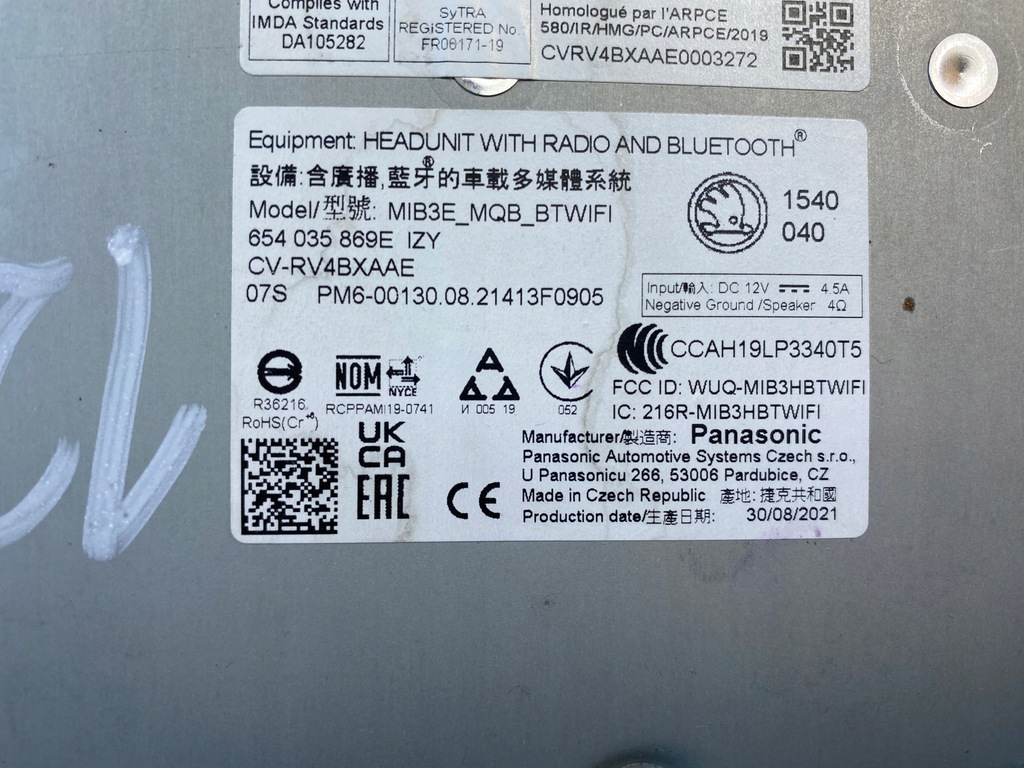 Complies with
IMDA Standards
DA105282
SyTRA
REGISTERED No.
FR06171-19
Homologué par l'ARPCE
580/IR/HMG/PC/ARPCE/2019
CVRV4BXAAE0003272
Equipment: HEADUNIT WITH RADIO AND BLUETOOTH®
設備:含廣播,藍牙®的車載多媒體系統
Model/型號: MIB3E_MQB_BTWIFI
654 035 869E IZY
CV-RV4BXAAE
07S PM6-00130.08.21413F0905
1540
040
Input/輸入: DC 12V 4.5A
Negative Ground /Speaker 4Ω
R36216
RoHS(Cr⁺⁶)
NOM
NYCE
RCPPAMI19-0741
И 005 19
052
CCAH19LP3340T5
FCC ID: WUQ-MIB3HBTWIFI
IC: 216R-MIB3HBTWIFI
UK
CA
EAC
CE
Manufacturer/製造商: Panasonic
Panasonic Automotive Systems Czech s.r.o.,
U Panasonicu 266, 53006 Pardubice, CZ
Made in Czech Republic 產地: 捷克共和國
Production date/生產日期: 30/08/2021